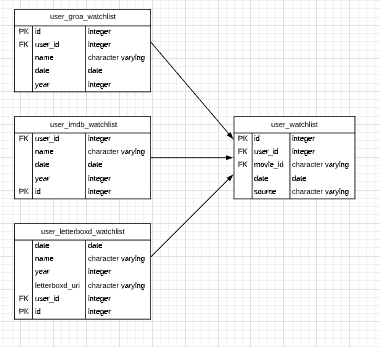 user_groa_watchlist
PK id integer
FK user_id integer
name character varying
date date
year integer
user_imdb_watchlist
FK user_id integer
name character varying
date date
year integer
PK id integer
user_letterboxd_watchlist
date date
name character varying
year integer
letterboxd_uri character varying
FK user_id integer
PK id integer
user_watchlist
PK id integer
FK user_id integer
FK movie_id character varying
date date
source character varying